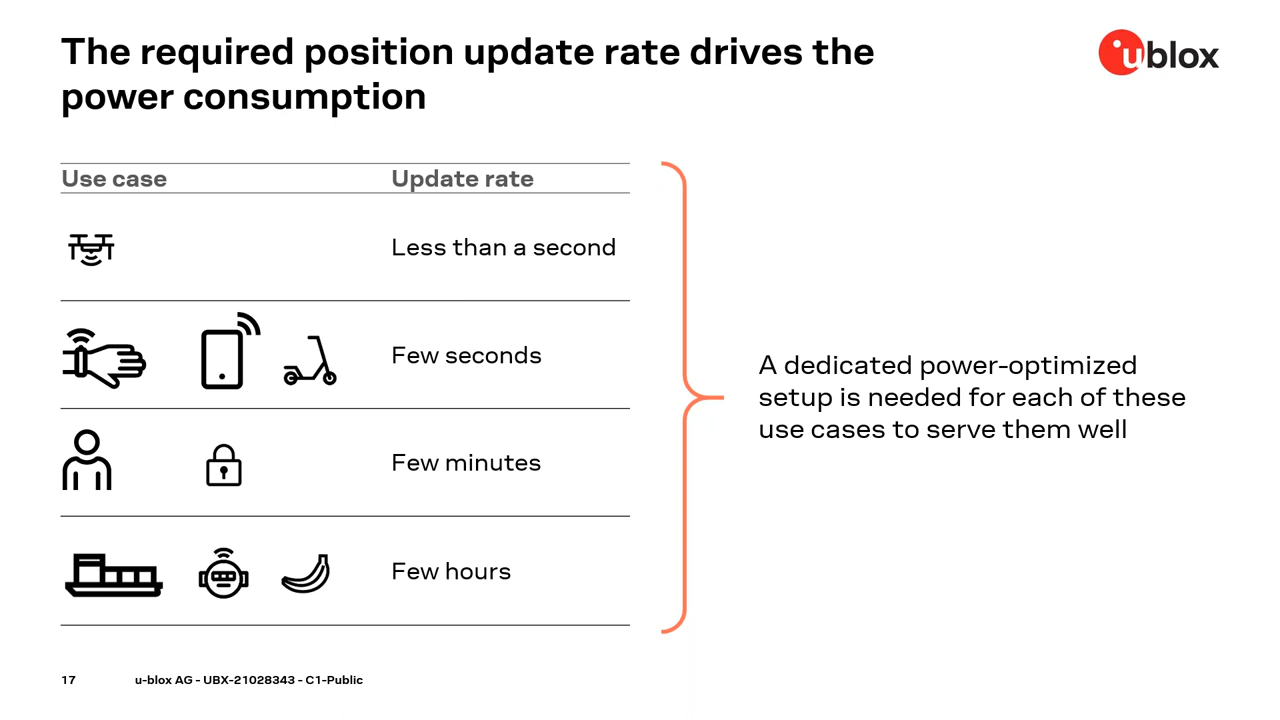 The required position update rate drives the
power consumption
ublox
Use case Update rate
Less than a second
Few seconds
Few minutes
Few hours
A dedicated power-optimized
setup is needed for each of these
use cases to serve them well
17 u-blox AG - UBX-21028343 - C1-Public